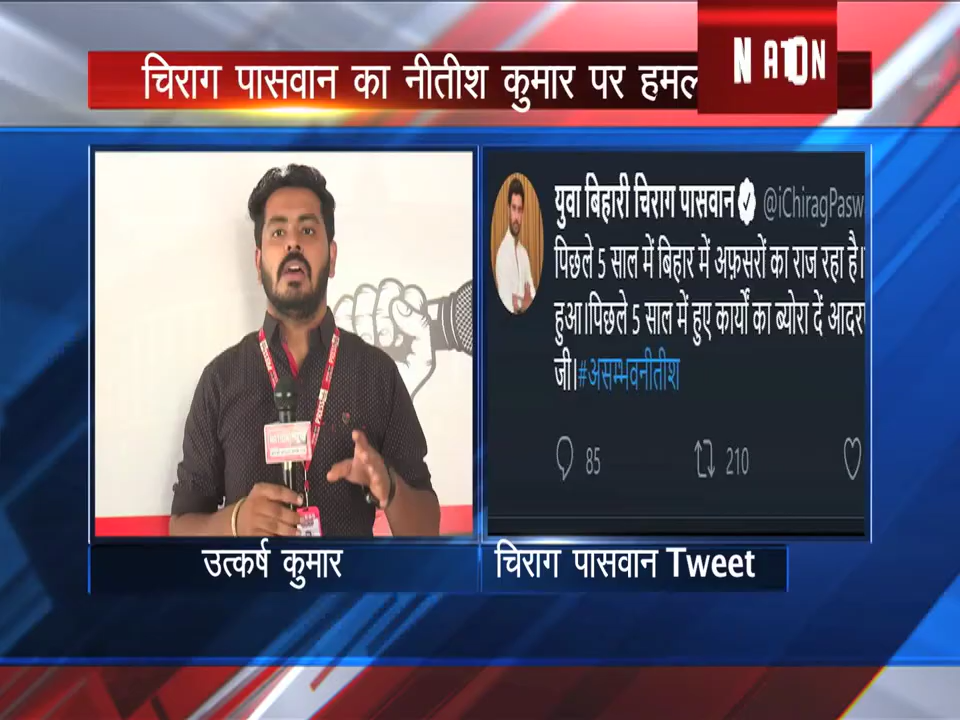 चिराग पासवान का नीतीश कुमार पर हमल
NATION
युवा बिहारी चिराग पासवान @iChiragPasw
पिछले 5 साल में बिहार में अफ़सरों का राज रहा है।
हुआ।पिछले 5 साल में हुए कार्यों का ब्योरा दें आदर
जी।#असम्भवनीतीश
85 210
उत्कर्ष कुमार
चिराग पासवान Tweet